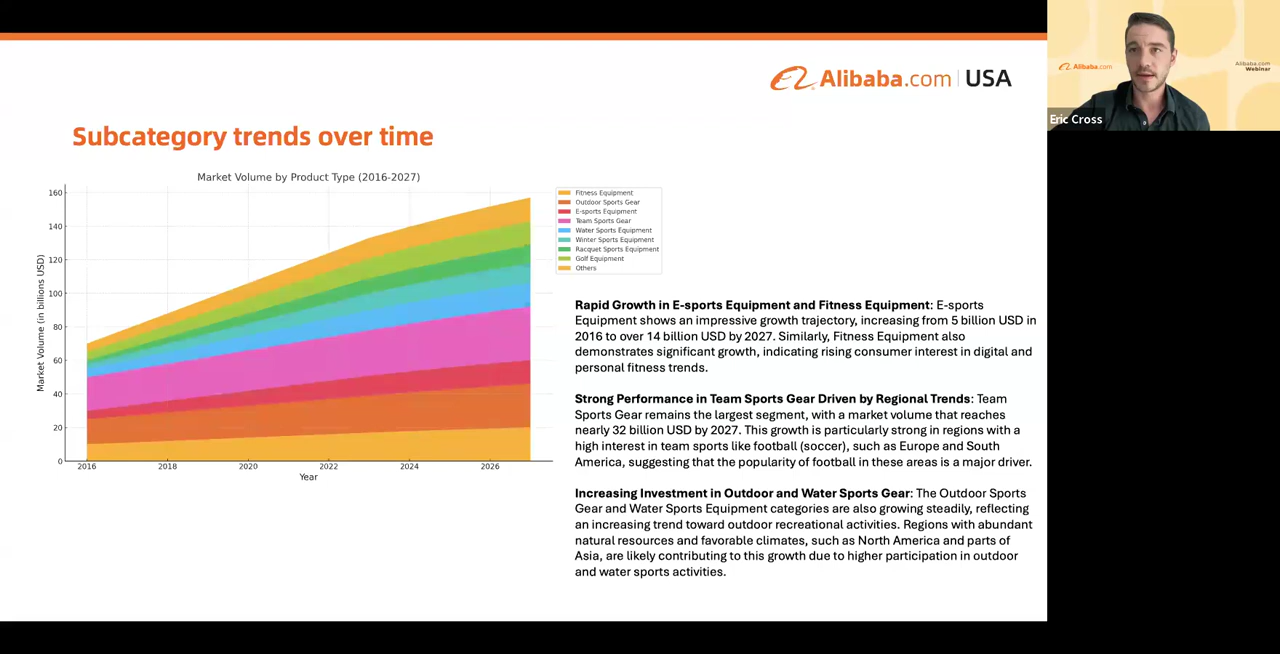 Alibaba.com | USA
Alibaba.com
Alibaba.com
Webinar
Eric Cross
Subcategory trends over time
Market Volume by Product Type (2016-2027)
Market Volume (in billions USD)
160
140
120
100
80
60
40
20
0
2016 2018 2020 2022 2024 2026
Year
Fitness Equipment
Outdoor Sports Gear
E-sports Equipment
Team Sports Gear
Water Sports Equipment
Winter Sports Equipment
Racquet Sports Equipment
Golf Equipment
Others
Rapid Growth in E-sports Equipment and Fitness Equipment: E-sports
Equipment shows an impressive growth trajectory, increasing from 5 billion USD in
2016 to over 14 billion USD by 2027. Similarly, Fitness Equipment also
demonstrates significant growth, indicating rising consumer interest in digital and
personal fitness trends.
Strong Performance in Team Sports Gear Driven by Regional Trends: Team
Sports Gear remains the largest segment, with a market volume that reaches
nearly 32 billion USD by 2027. This growth is particularly strong in regions with a
high interest in team sports like football (soccer), such as Europe and South
America, suggesting that the popularity of football in these areas is a major driver.
Increasing Investment in Outdoor and Water Sports Gear: The Outdoor Sports
Gear and Water Sports Equipment categories are also growing steadily, reflecting
an increasing trend toward outdoor recreational activities. Regions with abundant
natural resources and favorable climates, such as North America and parts of
Asia, are likely contributing to this growth due to higher participation in outdoor
and water sports activities.